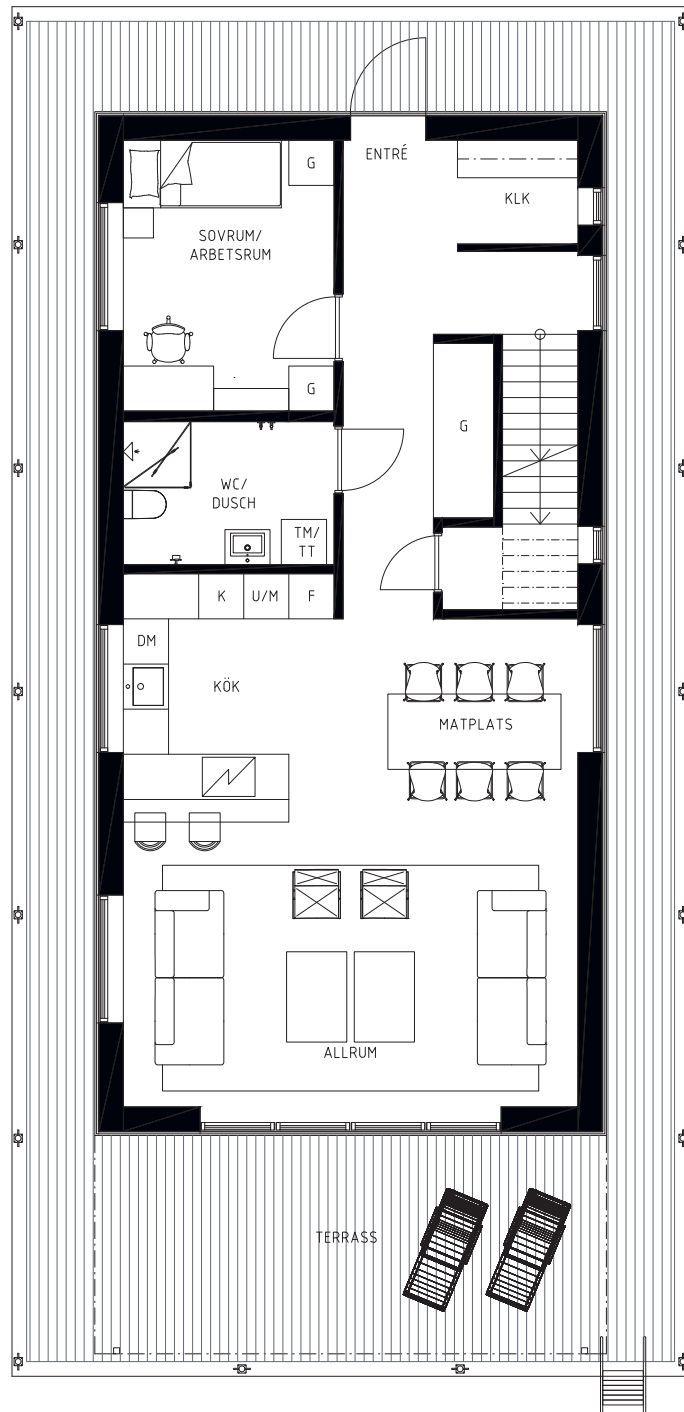 ENTRÉ
G
KLK
SOVRUM/
ARBETSRUM
G
G
WC/
DUSCH
TM/
TT
K
U/M
F
DM
KÖK
MATPLATS
ALLRUM
TERRASS